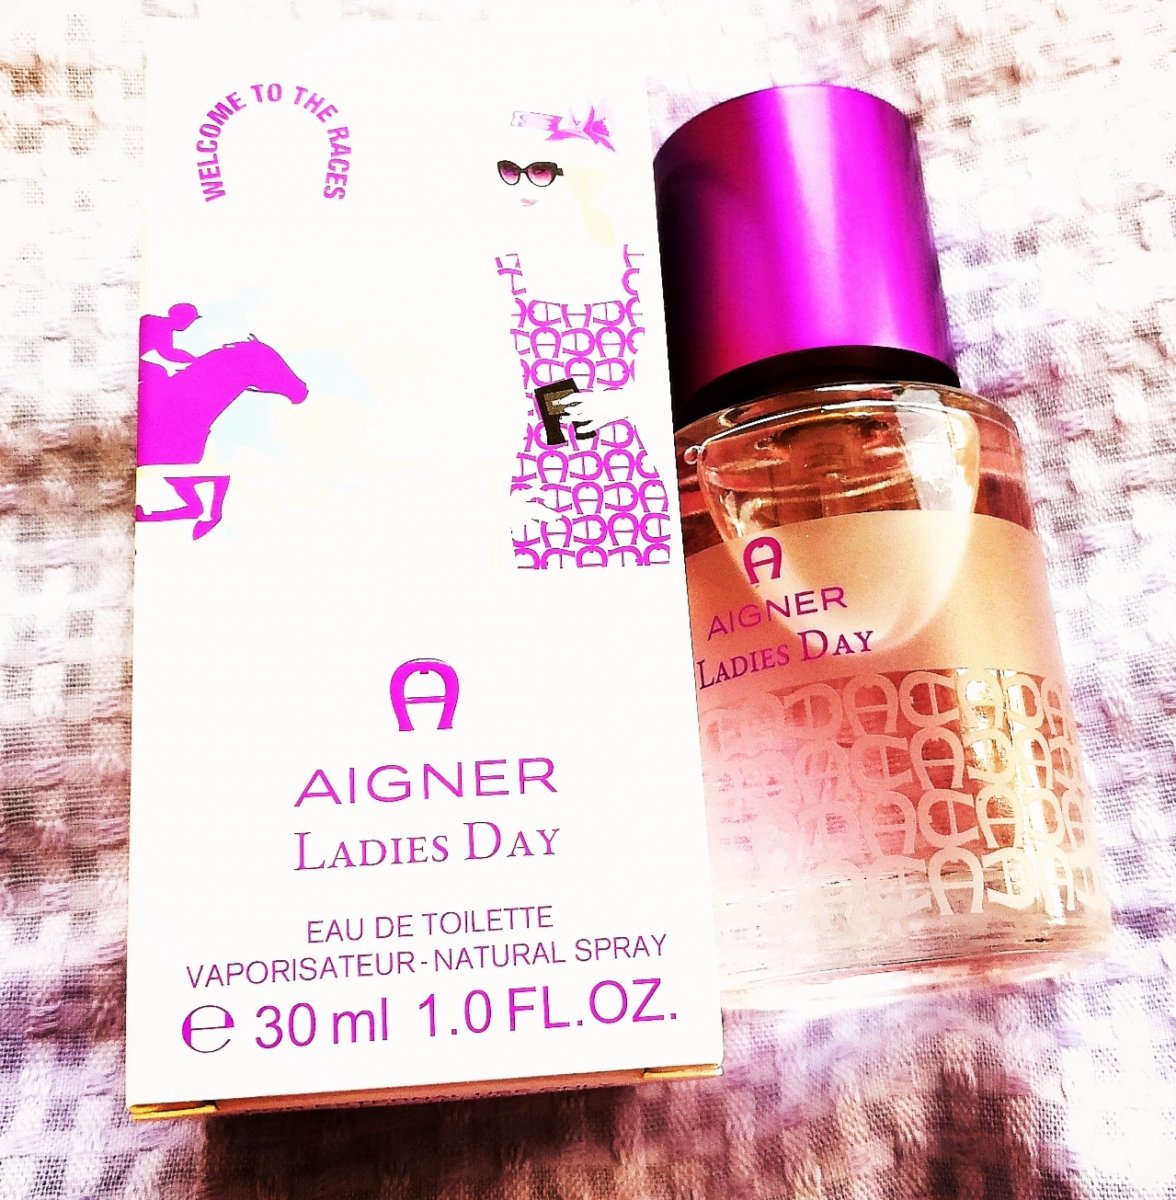 WELCOME TO THE RACES
A
AIGNER
LADIES DAY
EAU DE TOILETTE
VAPORISATEUR-NATURAL SPRAY
℮ 30 ml 1.0 FL.OZ.
A
AIGNER
LADIES DAY